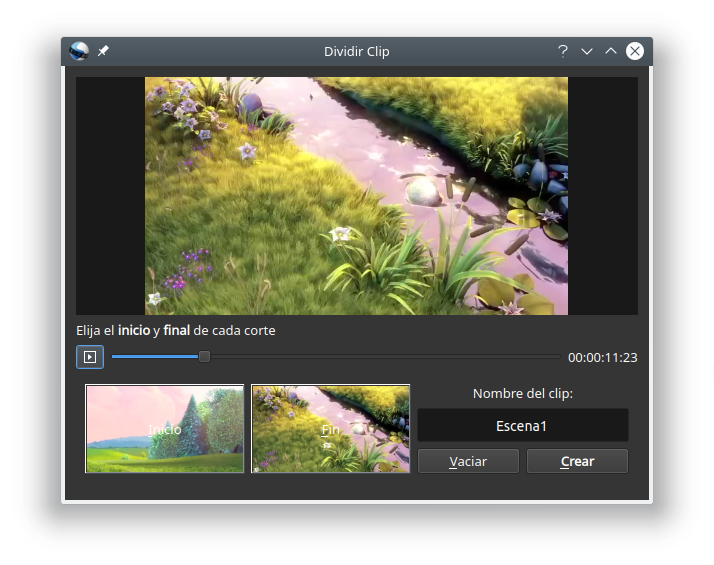 Dividir Clip
Elija el inicio y final de cada corte
00:00:11:23
Inicio
Fin
Nombre del clip:
Escena1
Vaciar
Crear